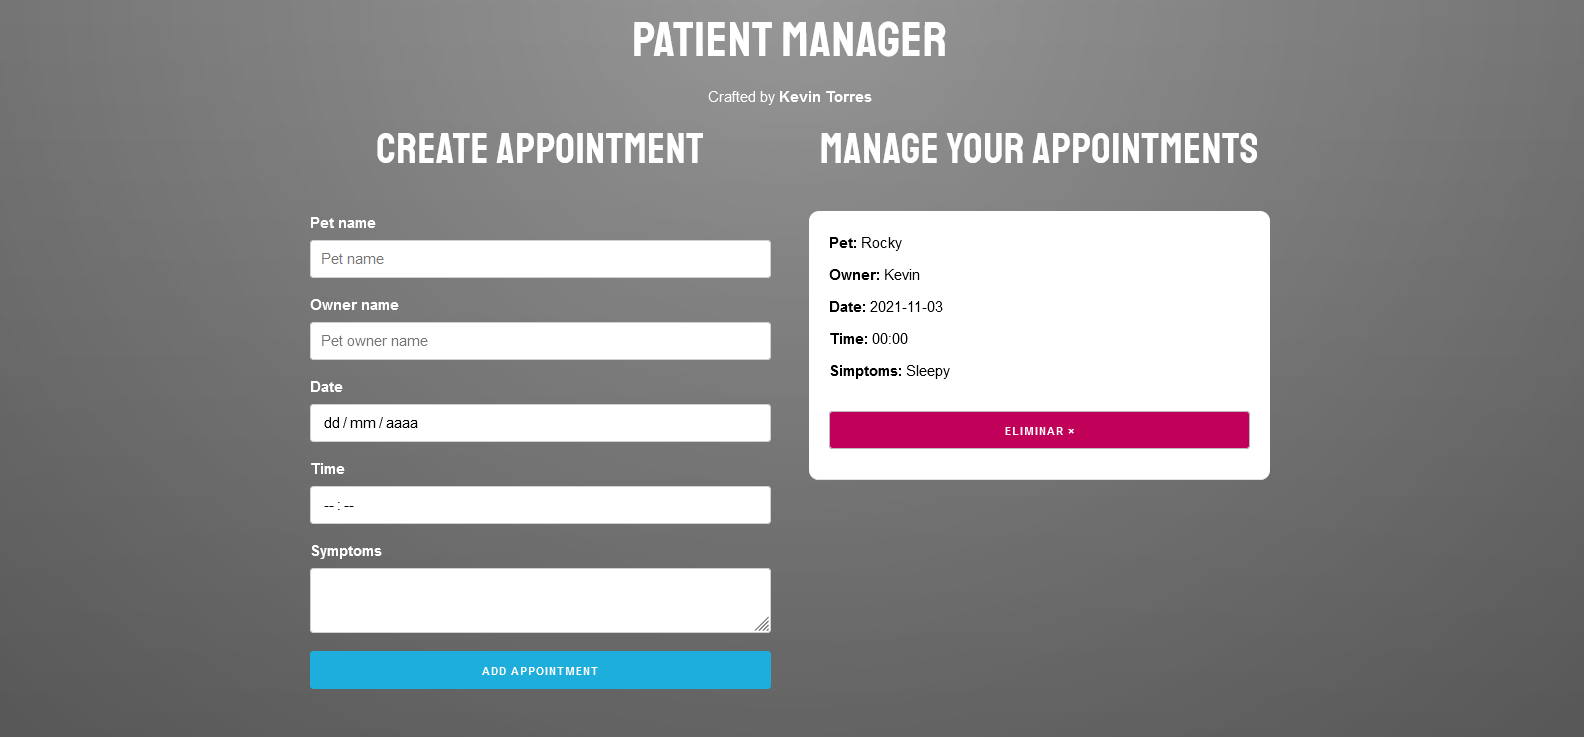 PATIENT MANAGER
Crafted by Kevin Torres
CREATE APPOINTMENT
Pet name
Pet name
Owner name
Pet owner name
Date
dd / mm / aaaa
Time
-- : --
Symptoms
ADD APPOINTMENT
MANAGE YOUR APPOINTMENTS
Pet: Rocky
Owner: Kevin
Date: 2021-11-03
Time: 00:00
Simptoms: Sleepy
ELIMINAR ×